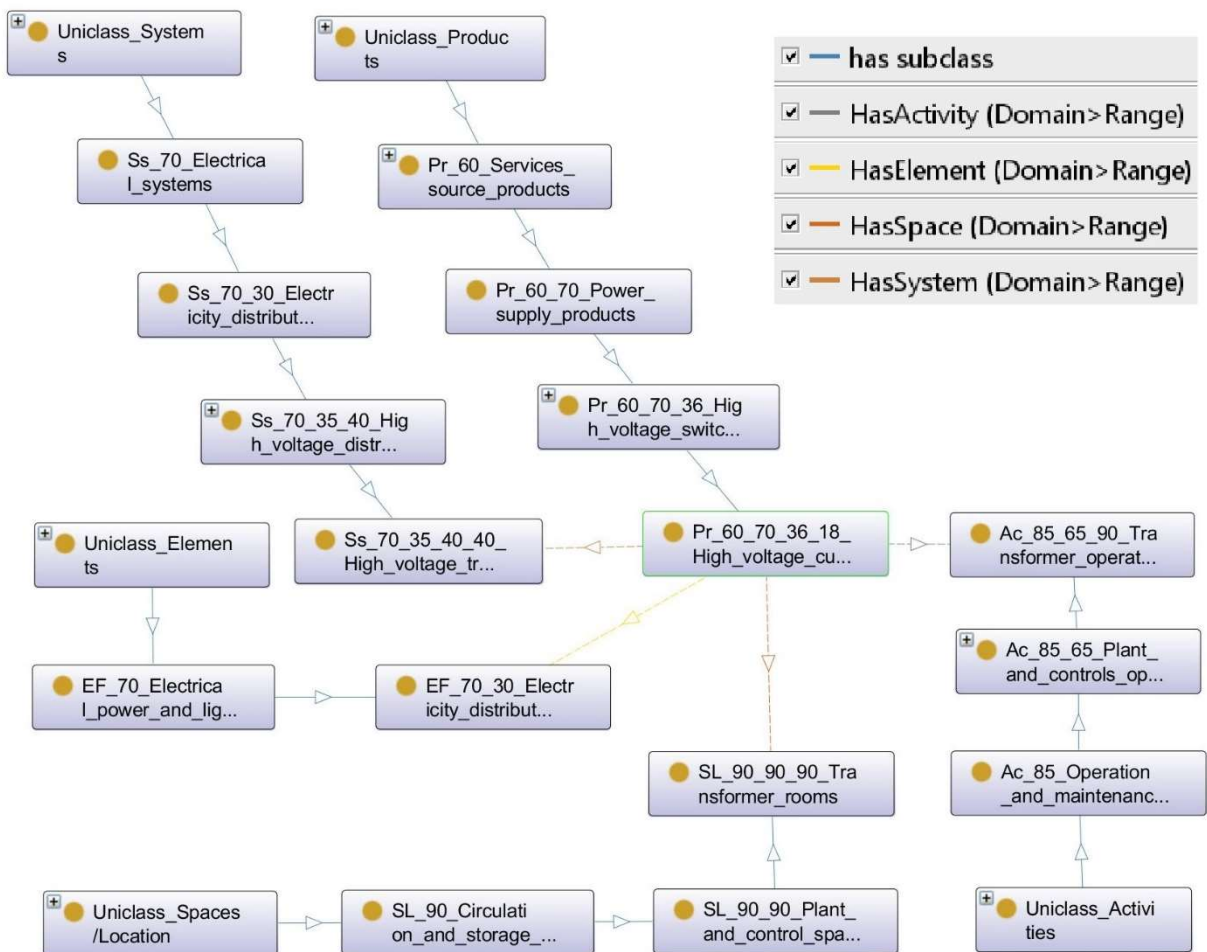 Uniclass_System
s
Uniclass_Produc
ts
has subclass
HasActivity (Domain>Range)
HasElement (Domain>Range)
HasSpace (Domain>Range)
HasSystem (Domain>Range)
Ss_70_Electrica
l_systems
Pr_60_Services_
source_products
Ss_70_30_Electr
icity_distribut...
Pr_60_70_Power_
supply_products
Ss_70_35_40_Hig
h_voltage_distr...
Pr_60_70_36_Hig
h_voltage_switc...
Uniclass_Elemen
ts
Ss_70_35_40_40_
High_voltage_tr...
Pr_60_70_36_18_
High_voltage_cu...
Ac_85_65_90_Tra
nsformer_operat...
Ac_85_65_Plant_
and_controls_op...
EF_70_Electrica
l_power_and_lig...
EF_70_30_Electr
icity_distribut...
SL_90_90_90_Tra
nsformer_rooms
Ac_85_Operation
_and_maintenanc...
Uniclass_Spaces
/Location
SL_90_Circulati
on_and_storage_...
SL_90_90_Plant_
and_control_spa...
Uniclass_Activi
ties